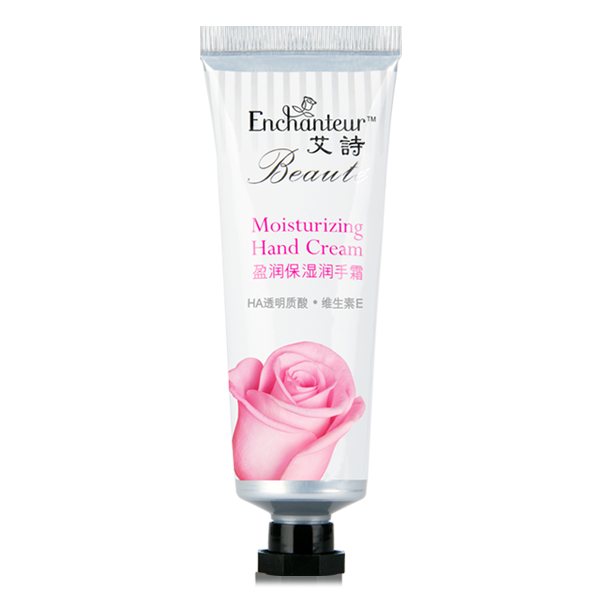 Enchanteur™
艾詩
Beauté
Moisturizing
Hand Cream
盈润保湿润手霜
HA透明质酸•维生素E